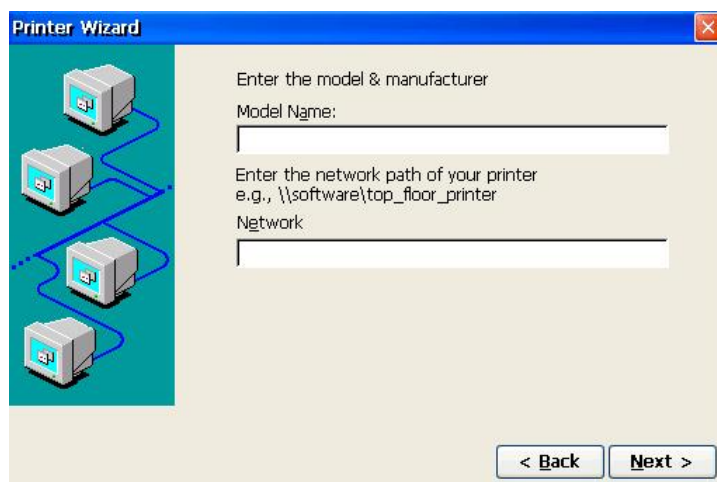 Printer Wizard
Enter the model & manufacturer
Model Name:
Enter the network path of your printer
e.g., \\software\top_floor_printer
Network
< Back
Next >